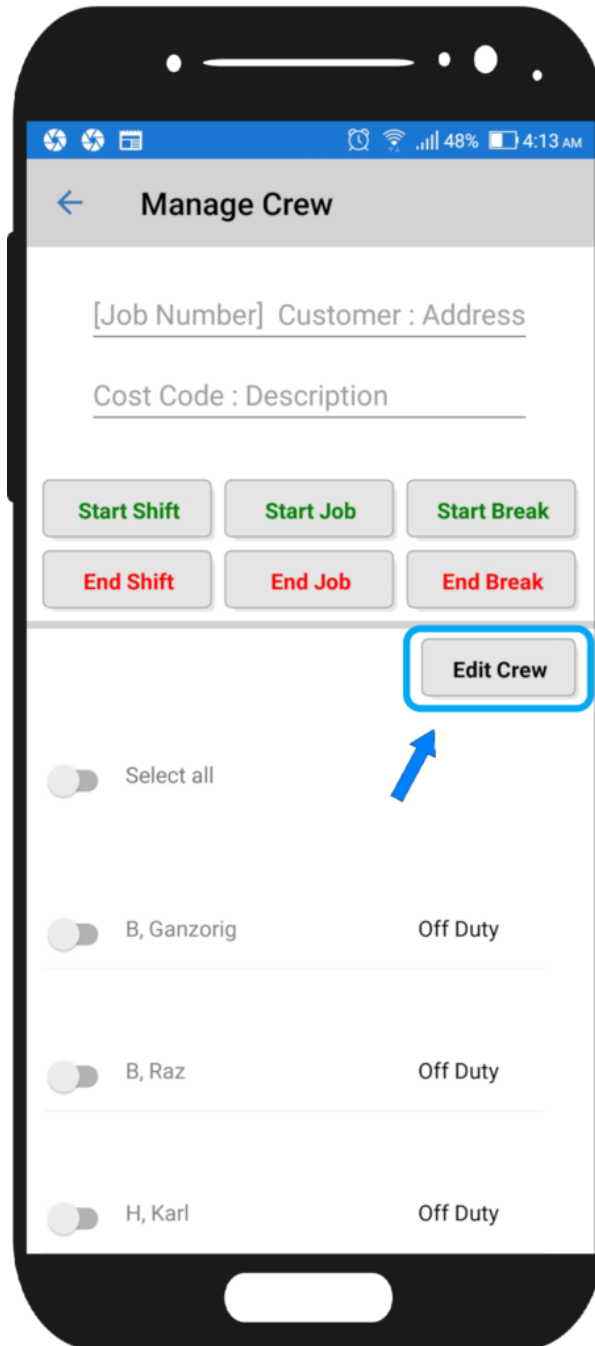 48% 4:13 AM
Manage Crew
[Job Number]  Customer : Address
Cost Code : Description
Start Shift Start Job Start Break
End Shift End Job End Break
Edit Crew
Select all
B, Ganzorig Off Duty
B, Raz Off Duty
H, Karl Off Duty